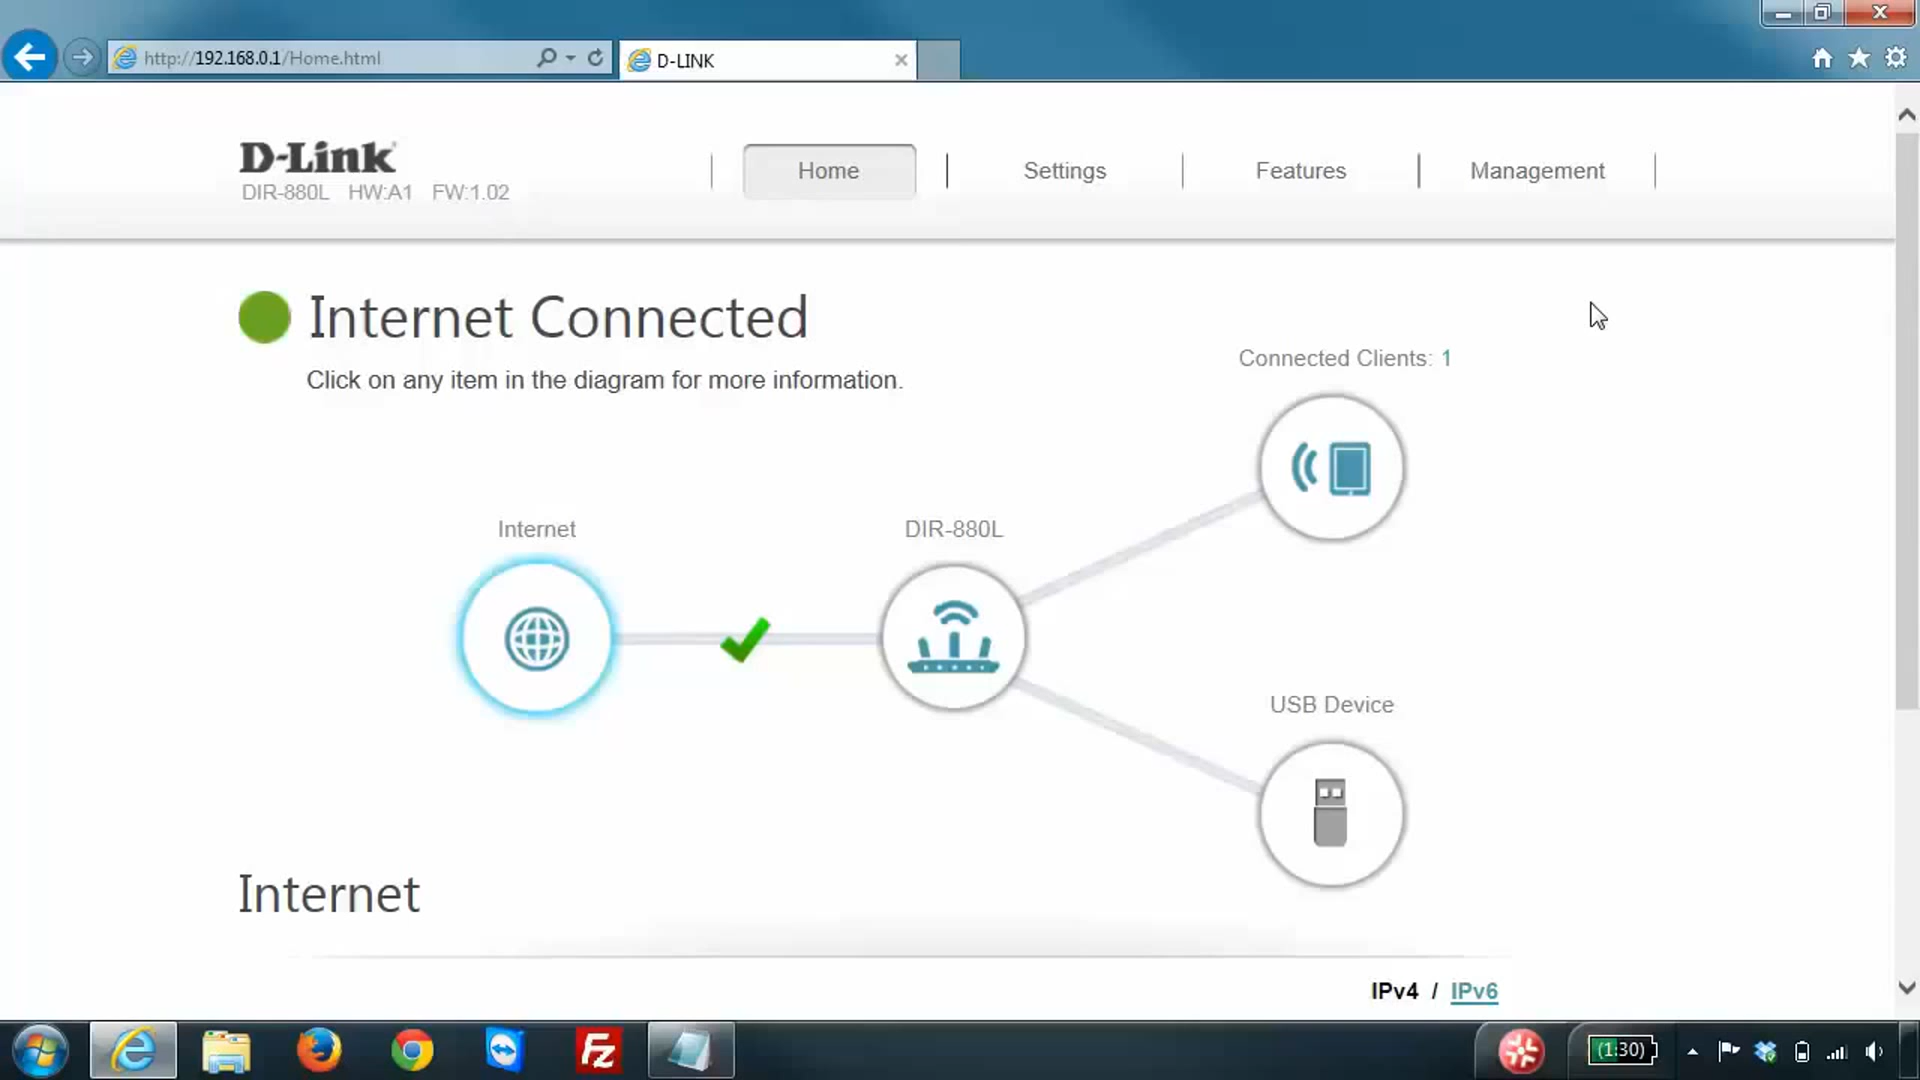 http://192.168.0.1/Home.html
D-LINK
D-Link
DIR-880L HW:A1 FW:1.02
Home
Settings
Features
Management
Internet Connected
Click on any item in the diagram for more information.
Connected Clients: 1
Internet
DIR-880L
USB Device
Internet
IPv4 / IPv6
Fz
(1:30)